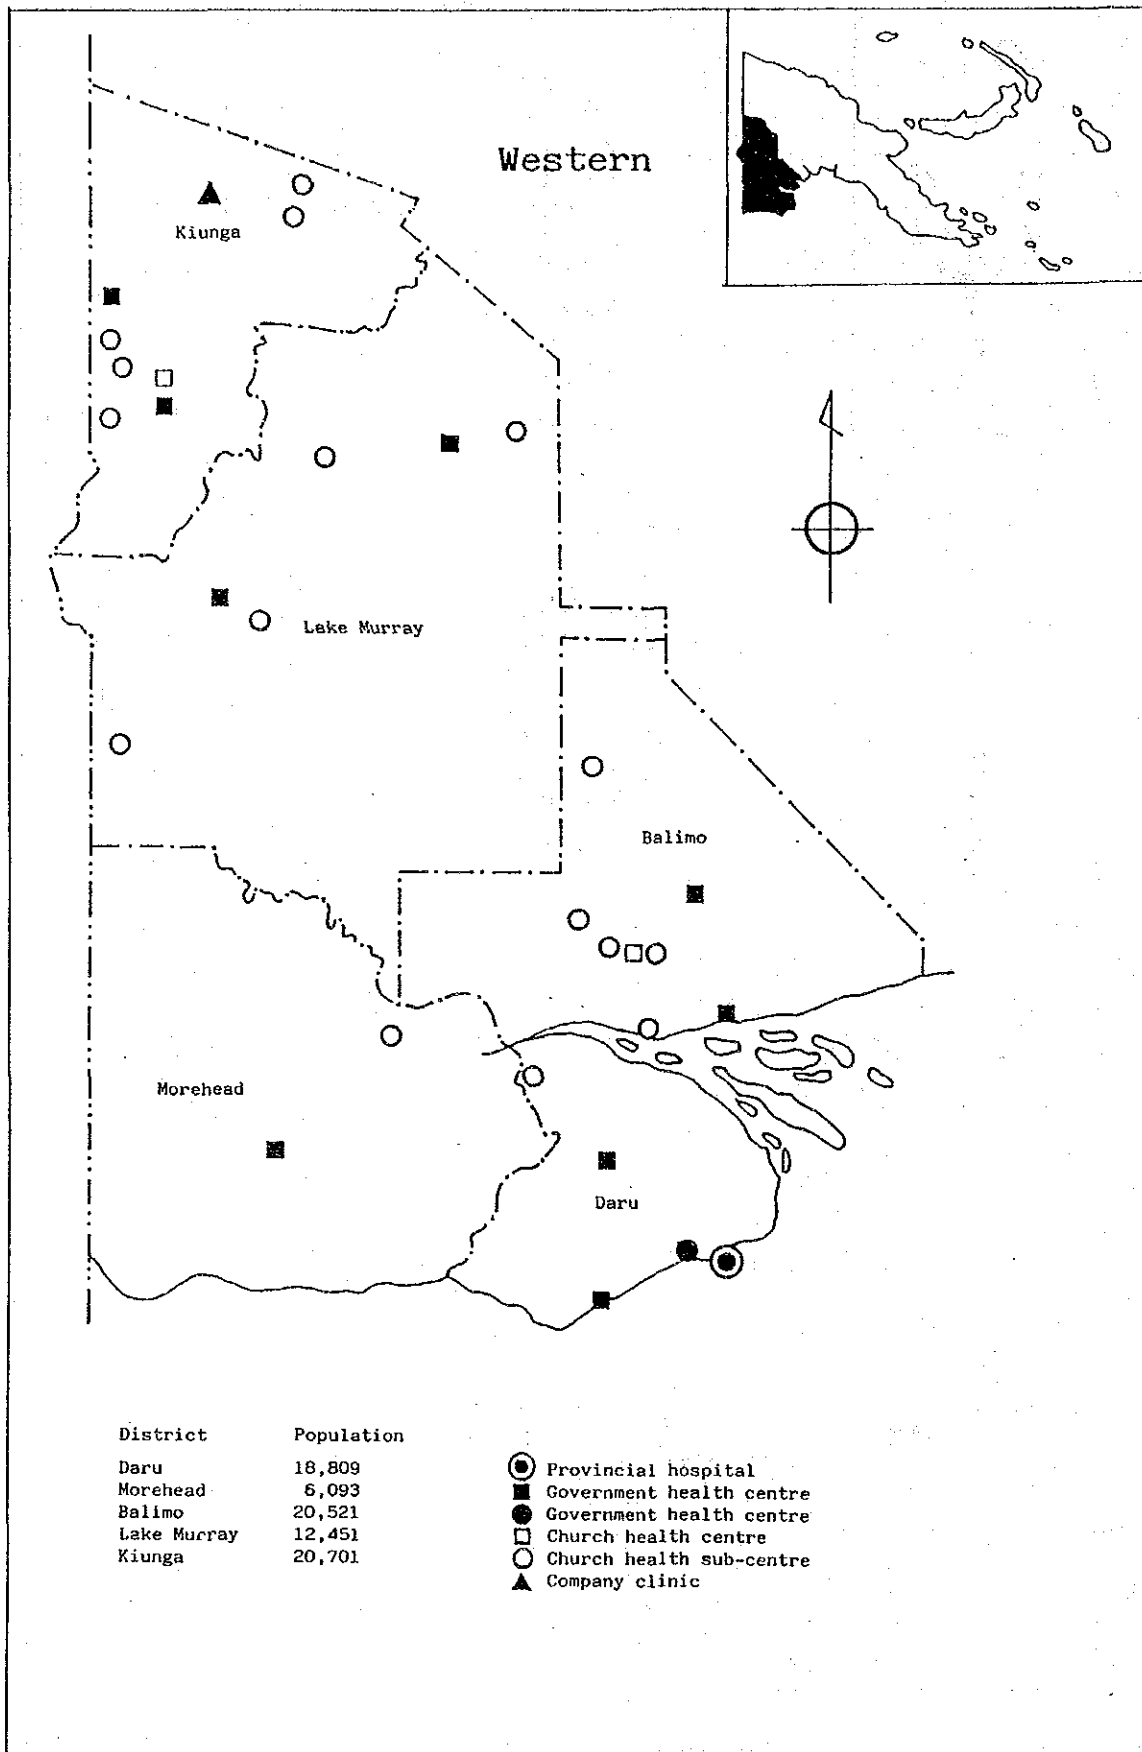 Western
Kiunga
Lake Murray
Balimo
Morehead
Daru
District Population
Daru 18,809
Morehead 6,093
Balimo 20,521
Lake Murray 12,451
Kiunga 20,701
Provincial hospital
Government health centre
Government health centre
Church health centre
Church health sub-centre
Company clinic